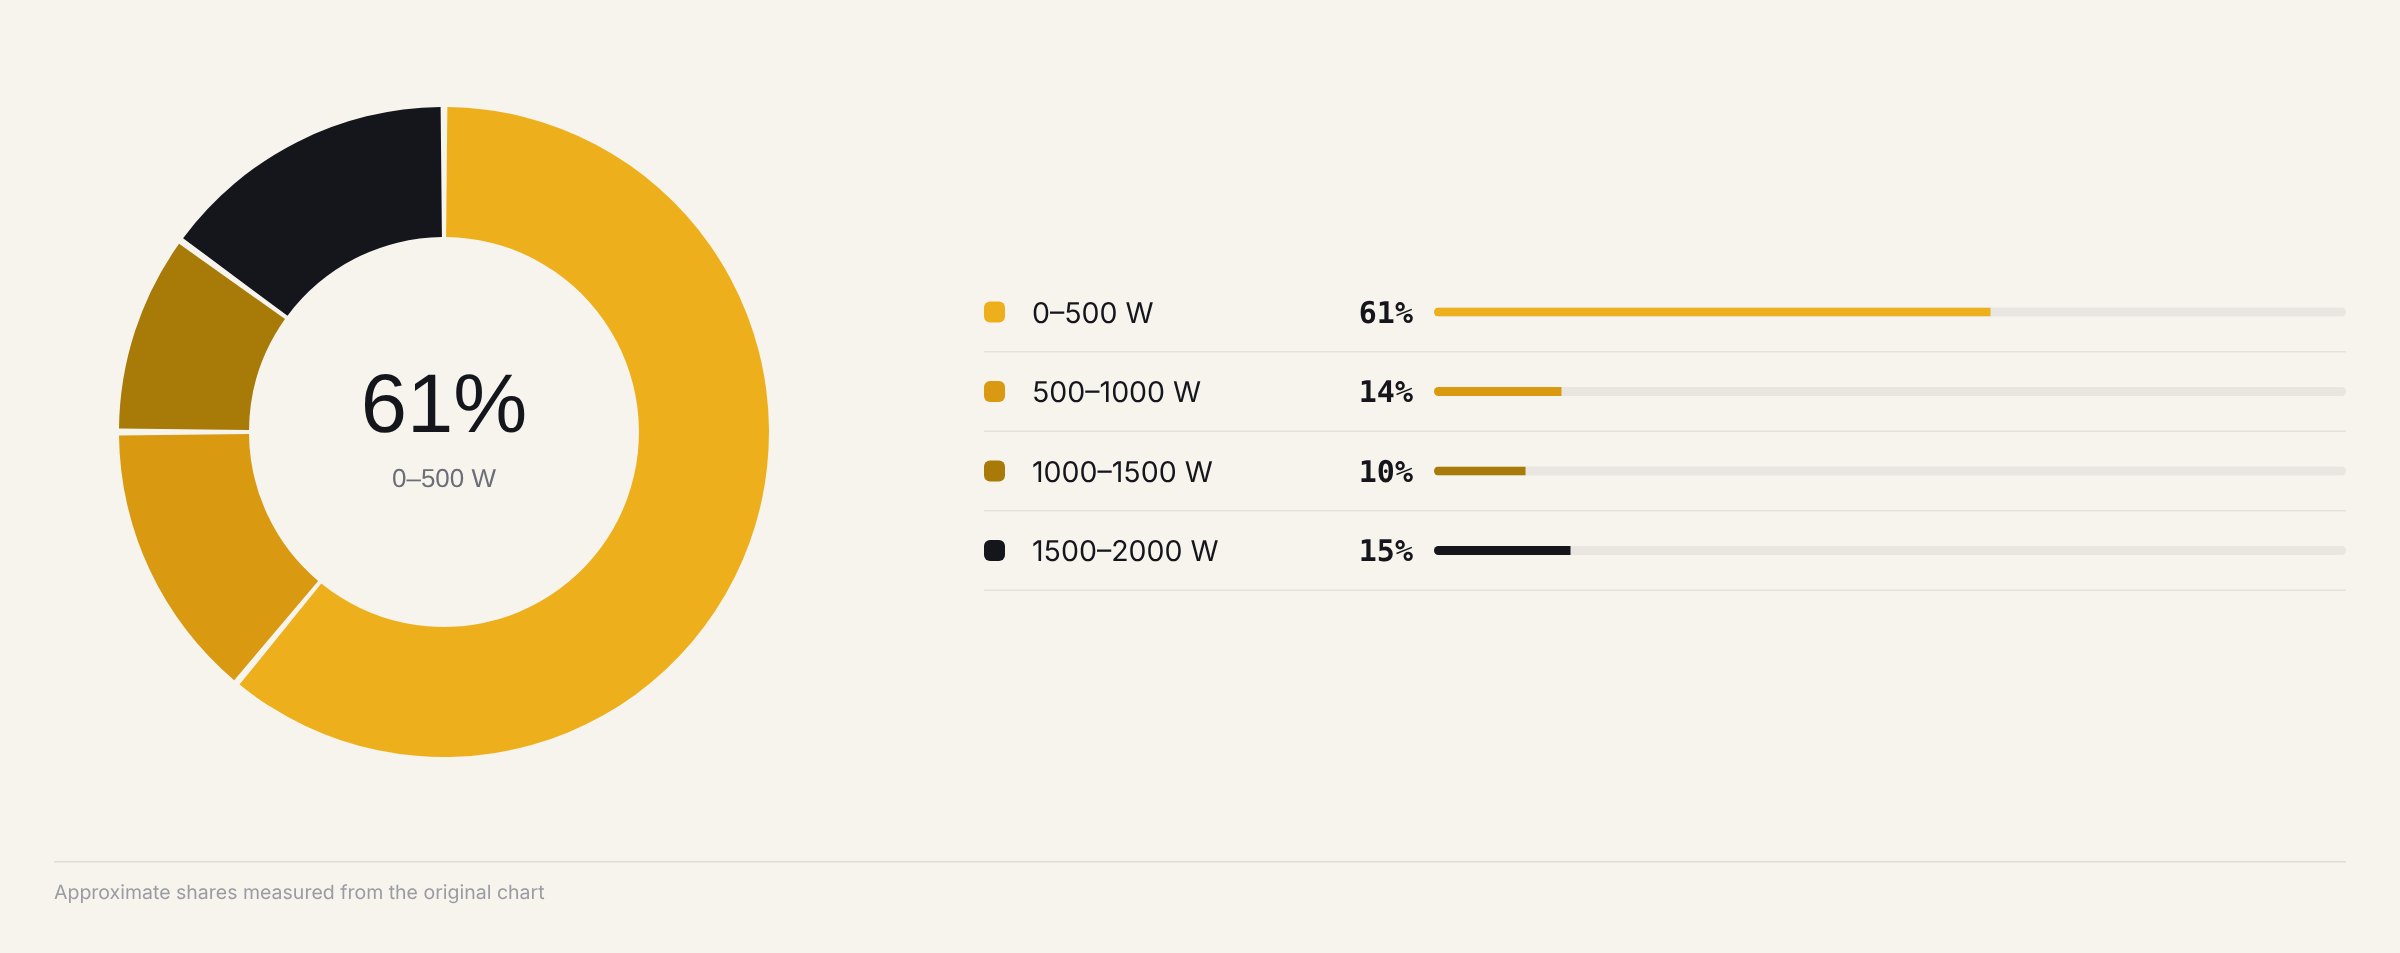 61%
0–500 W
0–500 W 61%
500–1000 W 14%
1000–1500 W 10%
1500–2000 W 15%
Approximate shares measured from the original chart